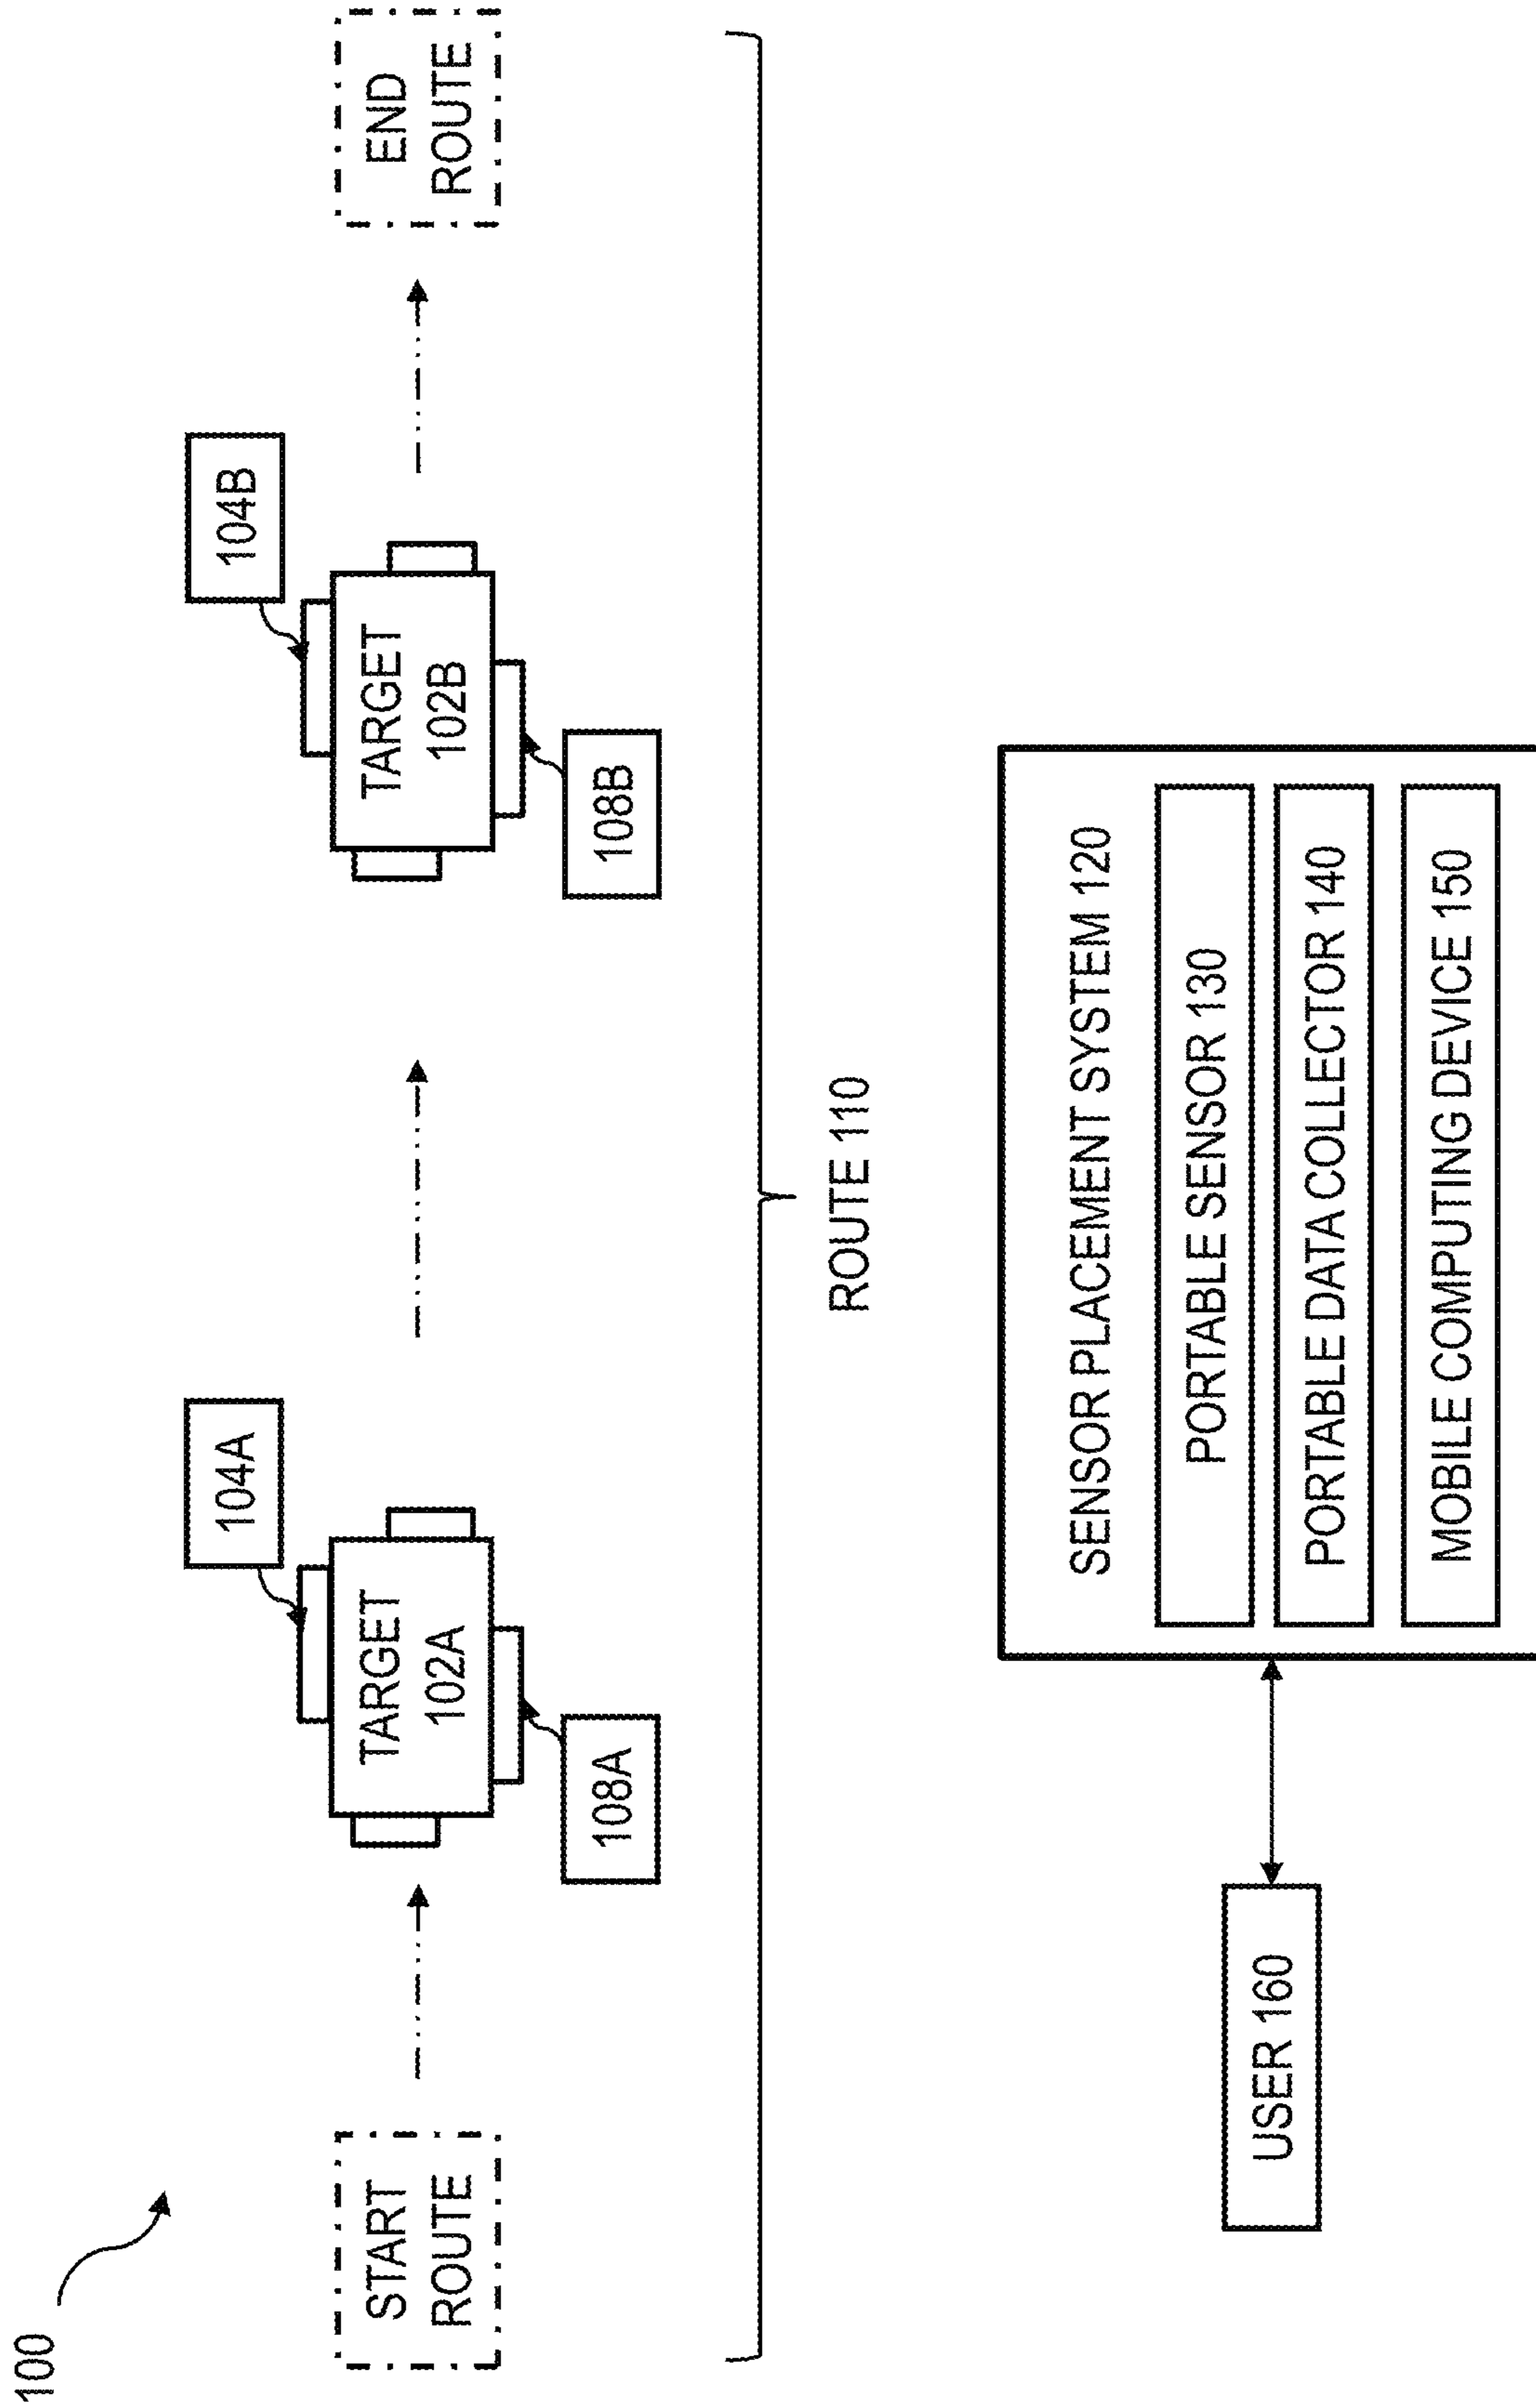 100
104A
104B
START
ROUTE
TARGET
102A
TARGET
102B
END
ROUTE
108A
108B
ROUTE 110
USER 160
SENSOR PLACEMENT SYSTEM 120
PORTABLE SENSOR 130
PORTABLE DATA COLLECTOR 140
MOBILE COMPUTING DEVICE 150